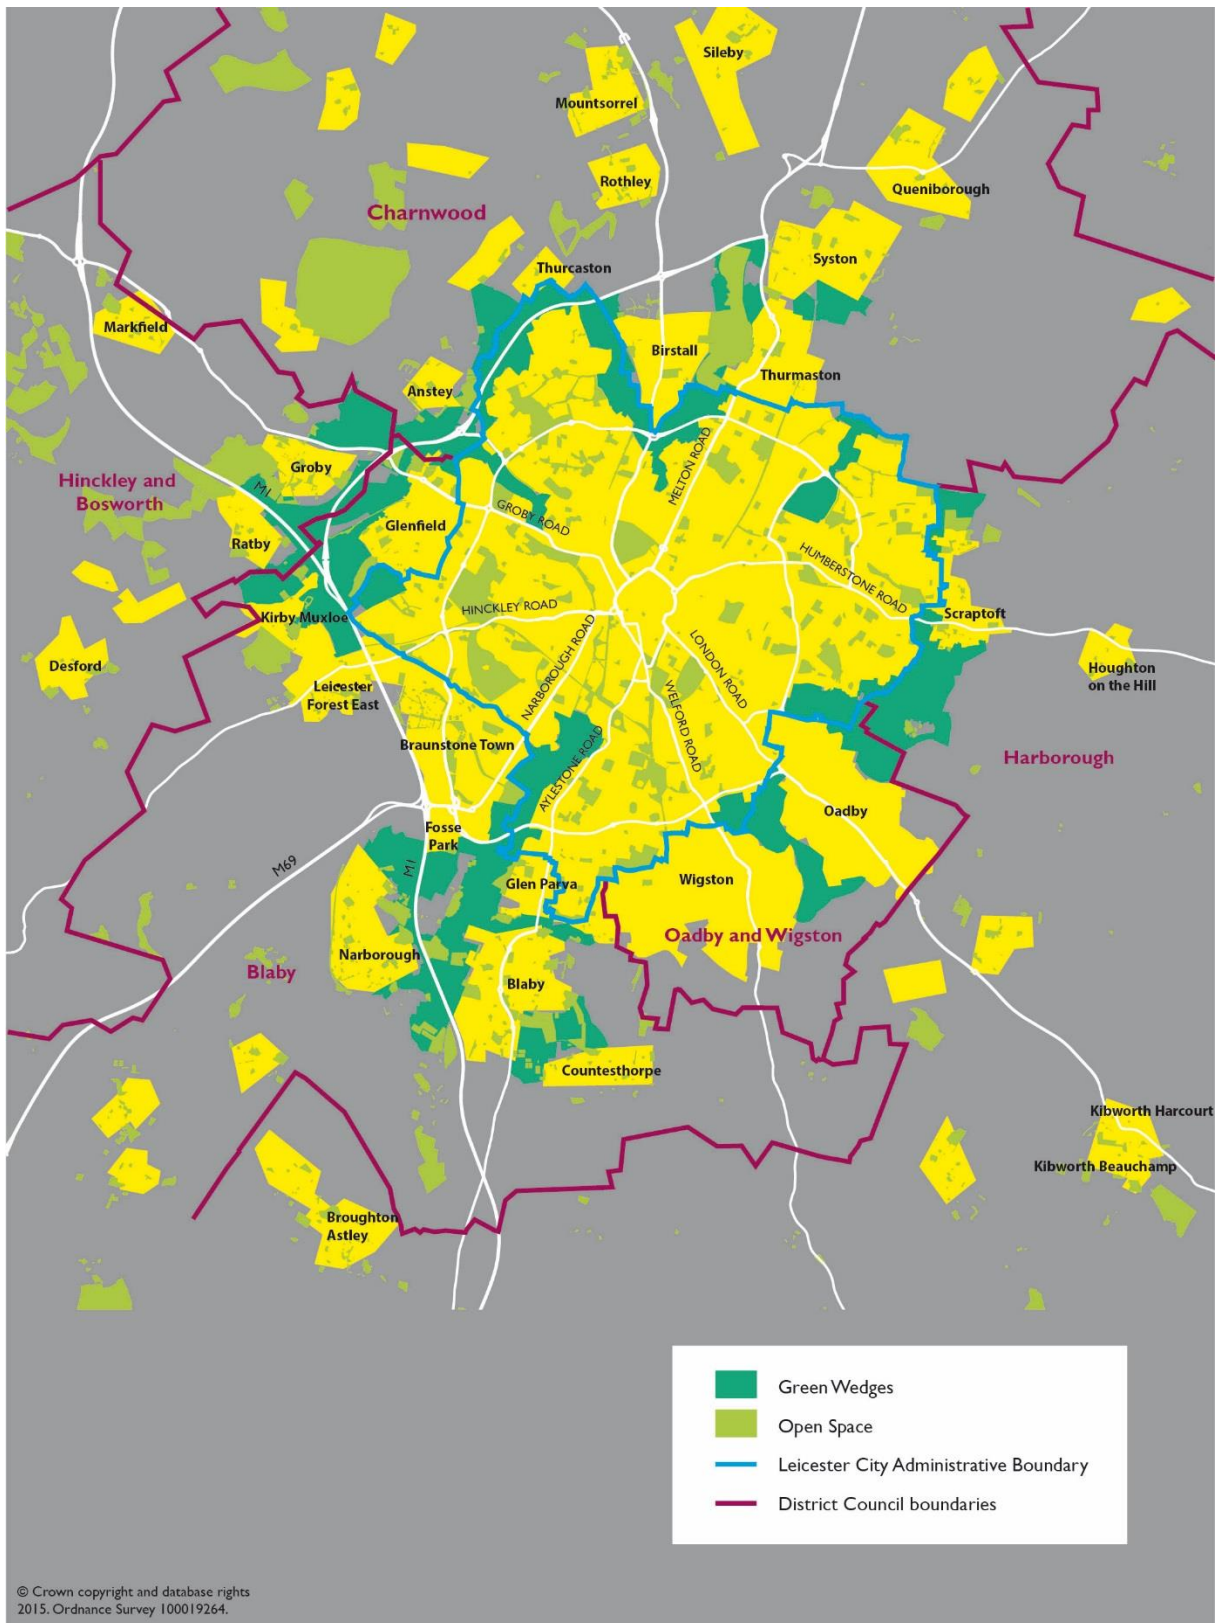 Sileby
Mountsorrel
Rothley
Queniborough
Charnwood
Syston
Thurcaston
Markfield
Birstall
Thurmaston
Anstey
MELTON ROAD
Groby
Hinckley and
Bosworth
M1
GROBY ROAD
Glenfield
Ratby
HUMBERSTONE ROAD
HINCKLEY ROAD
Kirby Muxloe
Scraptoft
NARBOROUGH ROAD
LONDON ROAD
Desford
Houghton
on the Hill
Leicester
Forest East
WELFORD ROAD
Braunstone Town
AYLESTONE ROAD
Harborough
Oadby
Fosse
Park
M69
M1
Glen Parva
Wigston
Oadby and Wigston
Narborough
Blaby
Blaby
Countesthorpe
Kibworth Harcourt
Kibworth Beauchamp
Broughton
Astley
Green Wedges
Open Space
Leicester City Administrative Boundary
District Council boundaries
© Crown copyright and database rights
2015. Ordnance Survey 100019264.